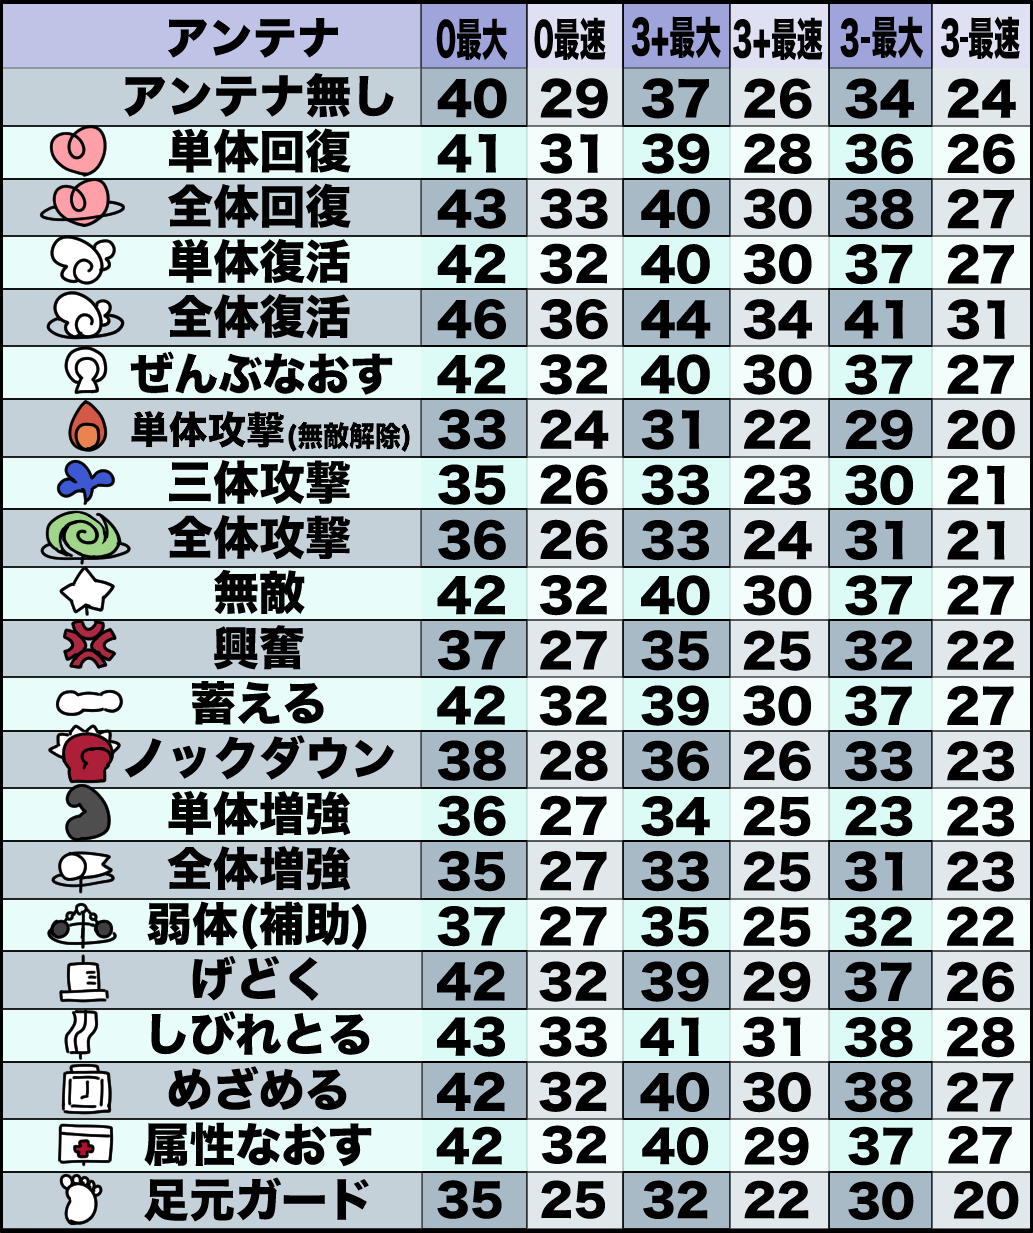 アンテナ 0最大 0最速 3+最大 3+最速 3-最大 3-最速
アンテナ無し 40 29 37 26 34 24
単体回復 41 31 39 28 36 26
全体回復 43 33 40 30 38 27
単体復活 42 32 40 30 37 27
全体復活 46 36 44 34 41 31
ぜんぶなおす 42 32 40 30 37 27
単体攻撃(無敵解除) 33 24 31 22 29 20
三体攻撃 35 26 33 23 30 21
全体攻撃 36 26 33 24 31 21
無敵 42 32 40 30 37 27
興奮 37 27 35 25 32 22
蓄える 42 32 39 30 37 27
ノックダウン 38 28 36 26 33 23
単体増強 36 27 34 25 23 23
全体増強 35 27 33 25 31 23
弱体(補助) 37 27 35 25 32 22
げどく 42 32 39 29 37 26
しびれとる 43 33 41 31 38 28
めざめる 42 32 40 30 38 27
属性なおす 42 32 40 29 37 27
足元ガード 35 25 32 22 30 20